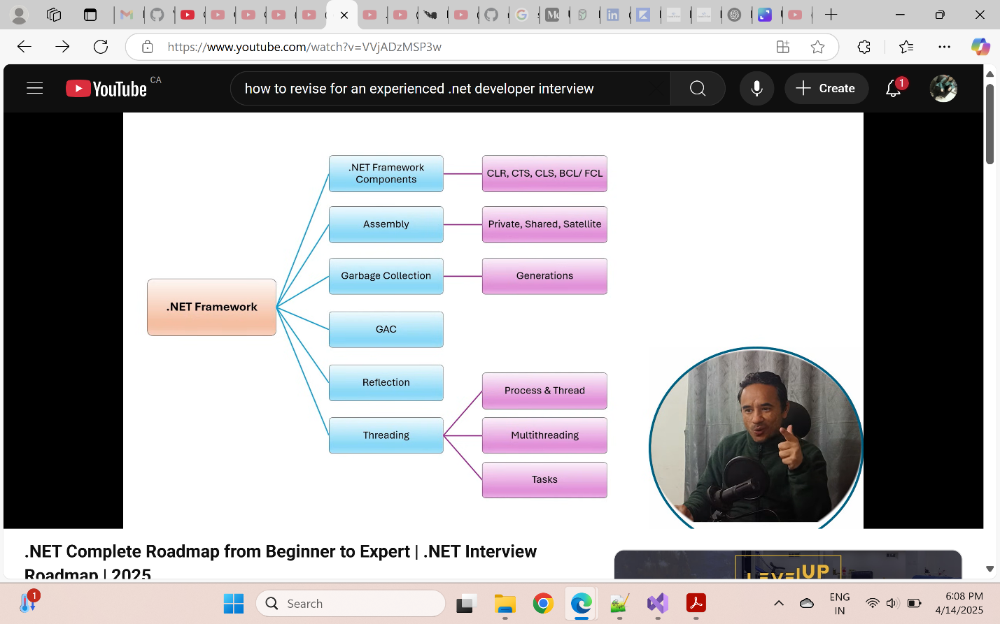 https://www.youtube.com/watch?v=VVjADzMSP3w
YouTube CA
how to revise for an experienced .net developer interview
Create
1
.NET Framework
Components
CLR, CTS, CLS, BCL/ FCL
Assembly
Private, Shared, Satellite
Garbage Collection
Generations
.NET Framework
GAC
Reflection
Process & Thread
Threading
Multithreading
Tasks
.NET Complete Roadmap from Beginner to Expert | .NET Interview
Roadmap | 2025
LEVELUP
1
Search
ENG
IN
6:08 PM
4/14/2025